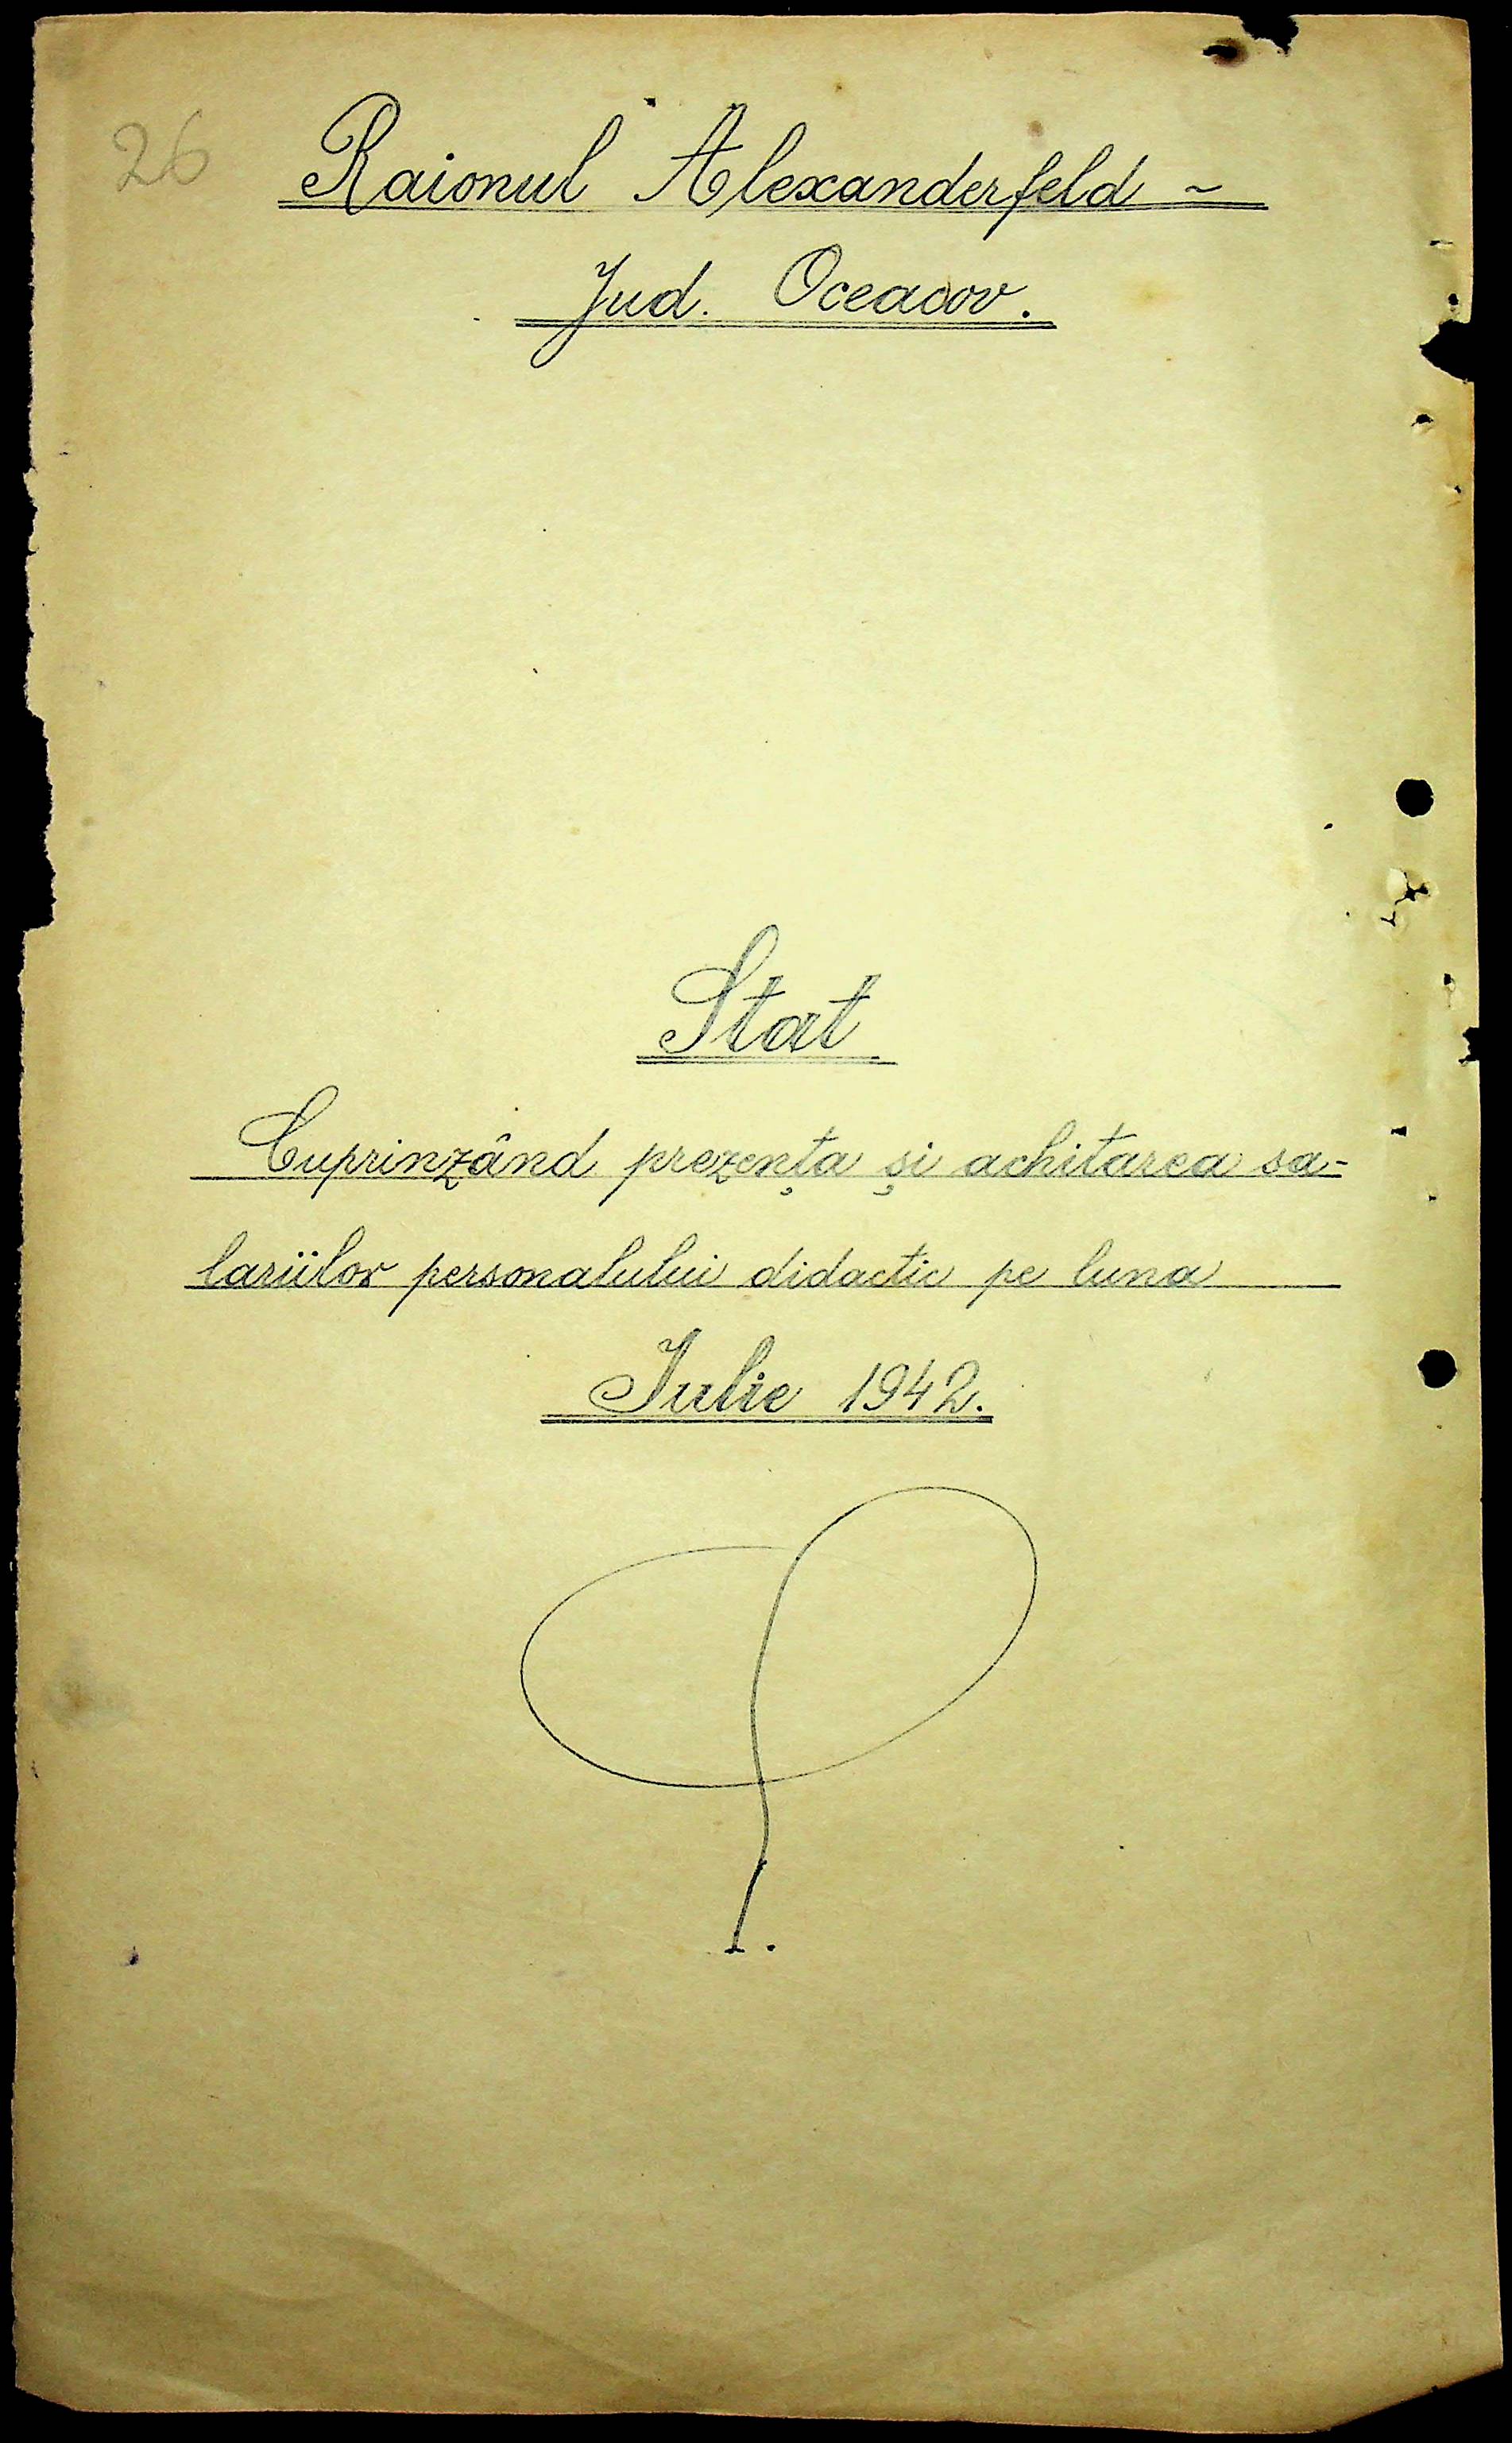 26
Raionul Alexanderfeld ~
Jud. Oceacov.
Stat
Cuprinzând prezența și achitarea sa-
lariilor personalului didactic pe luna
Iulie 1942.